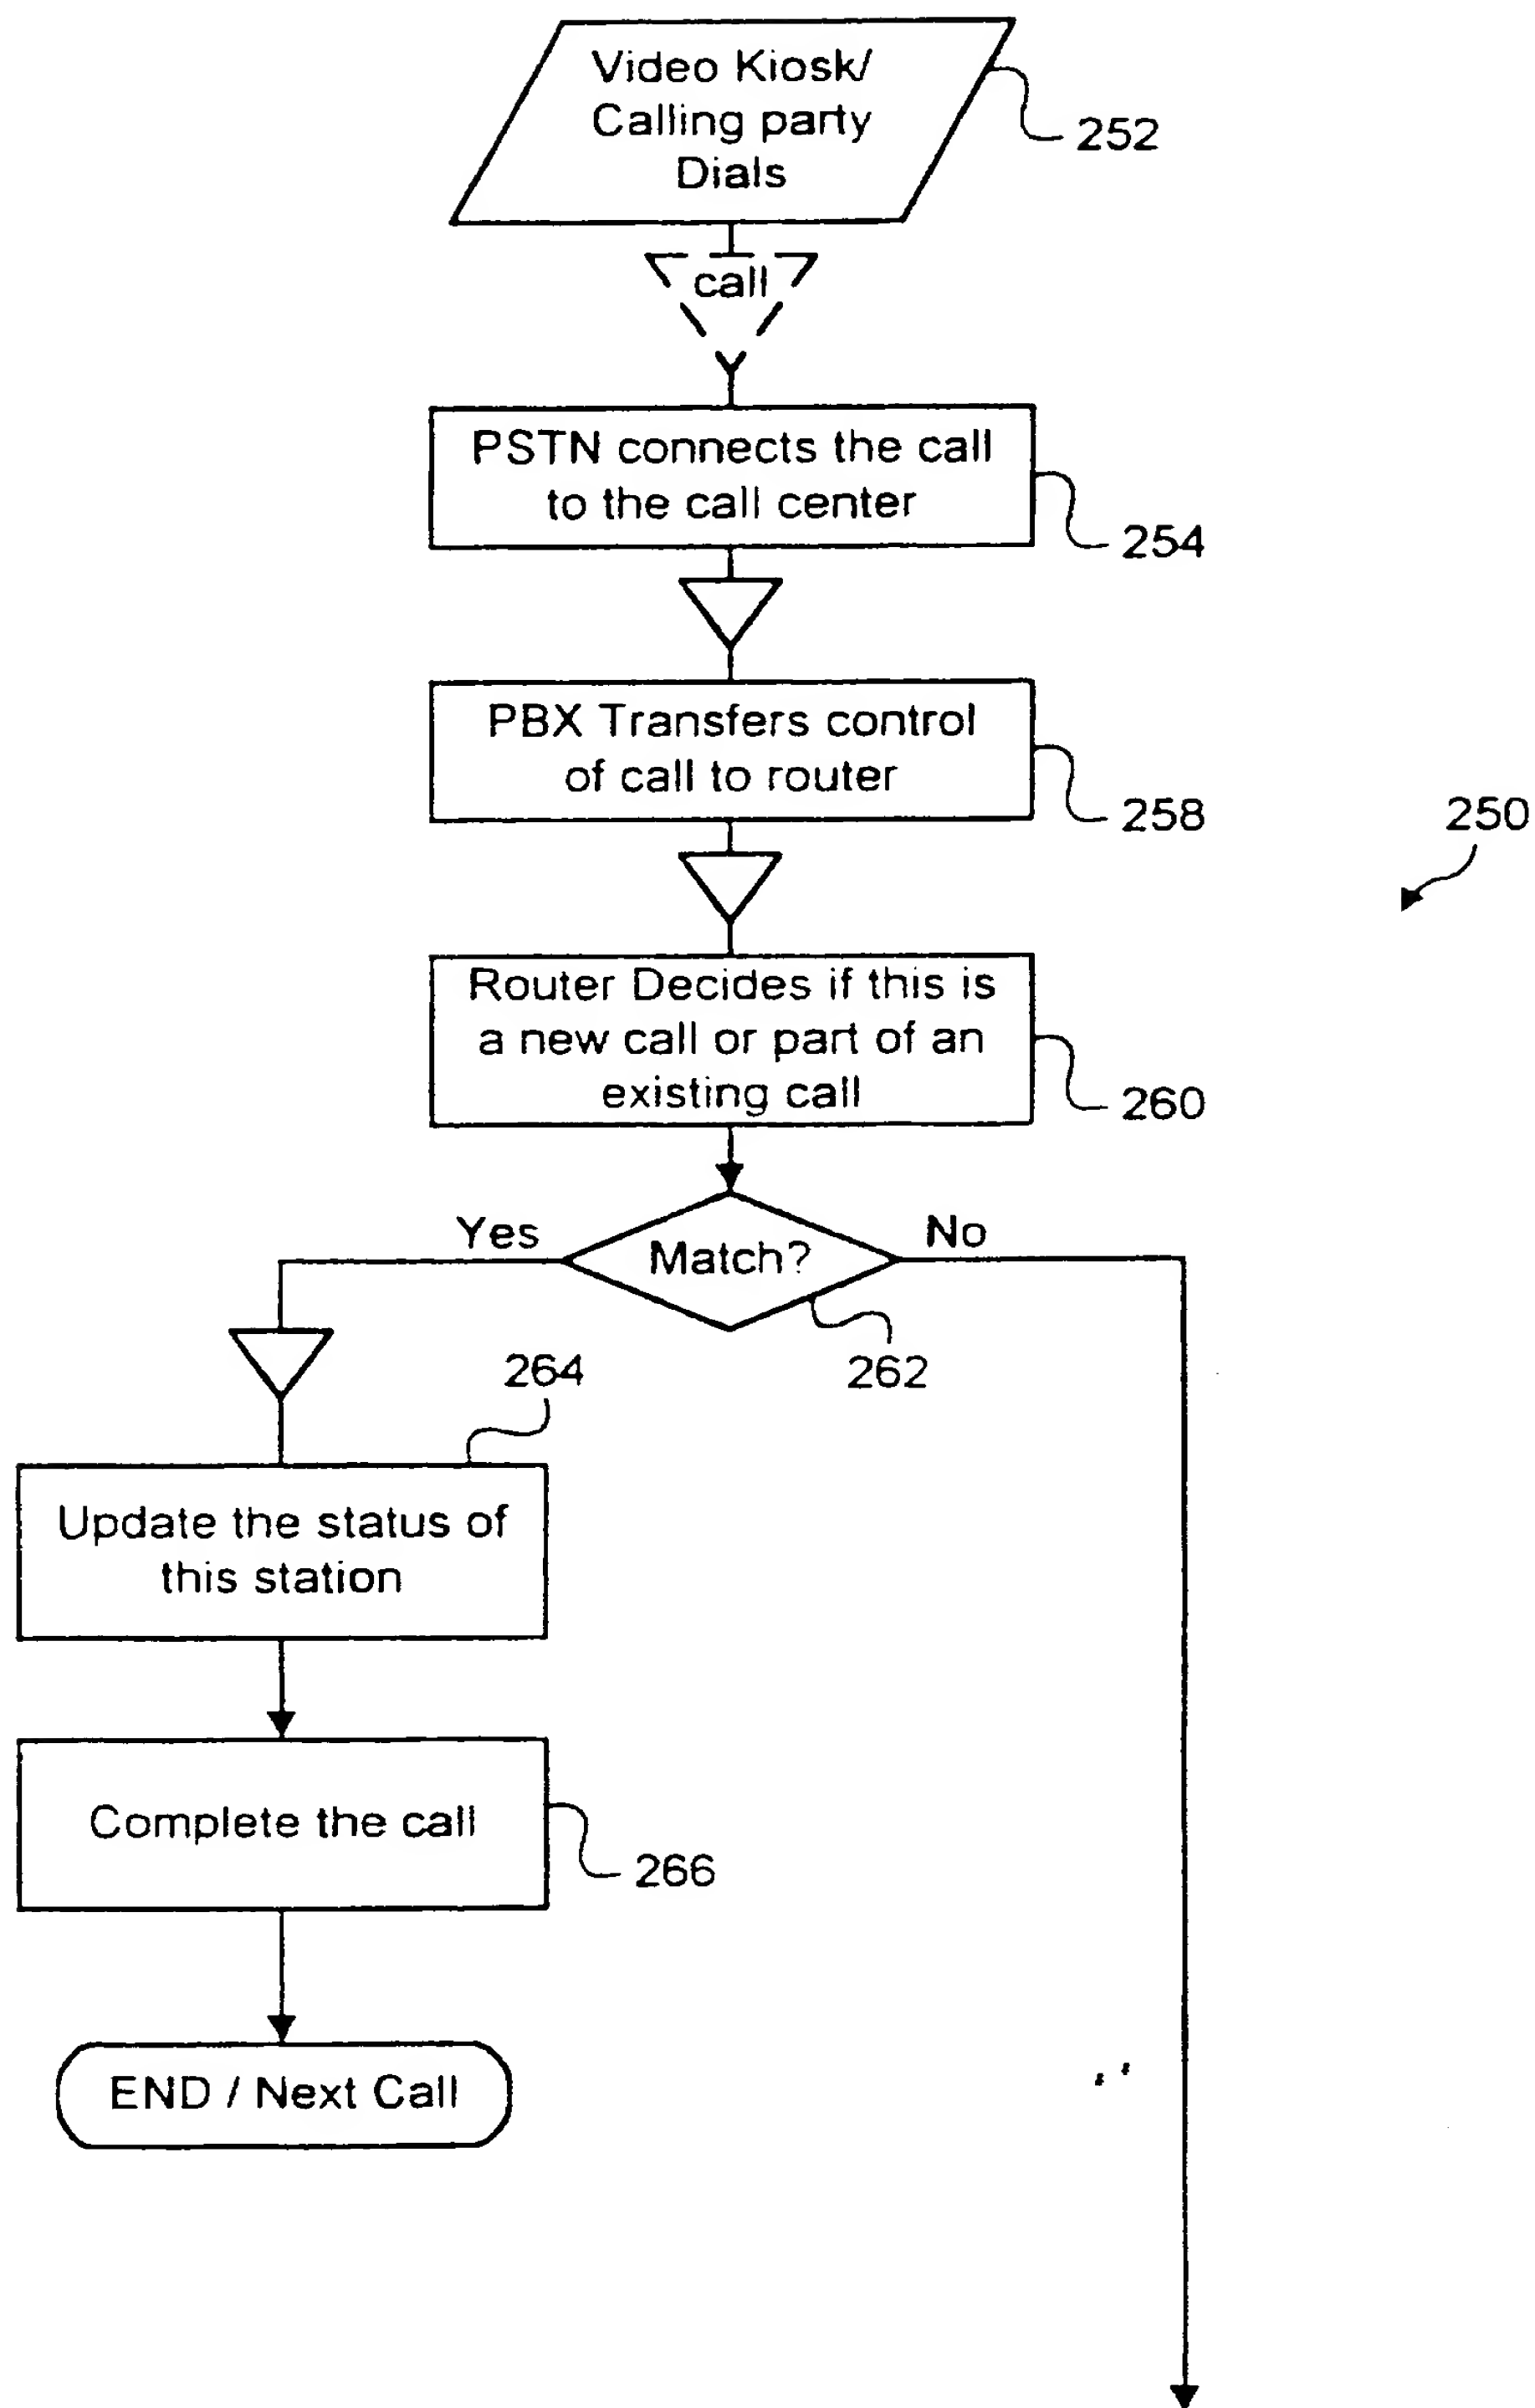 Video Kiosk/
Calling party
Dials
252
call
PSTN connects the call
to the call center
254
PBX Transfers control
of call to router
258
250
Router Decides if this is
a new call or part of an
existing call
260
Yes
Match?
No
262
264
Update the status of
this station
Complete the call
266
END / Next Call